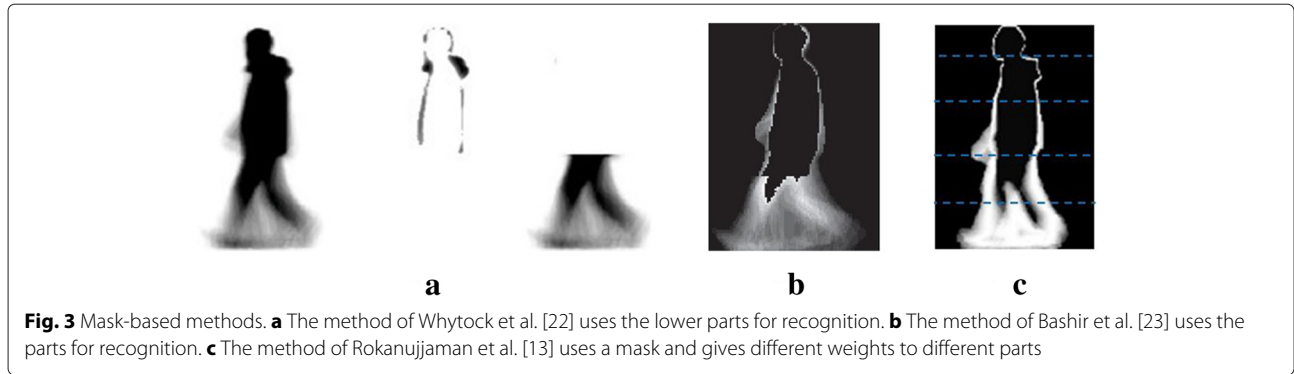 a
b
c
Fig. 3 Mask-based methods. a The method of Whytock et al. [22] uses the lower parts for recognition. b The method of Bashir et al. [23] uses the
parts for recognition. c The method of Rokanujjaman et al. [13] uses a mask and gives different weights to different parts